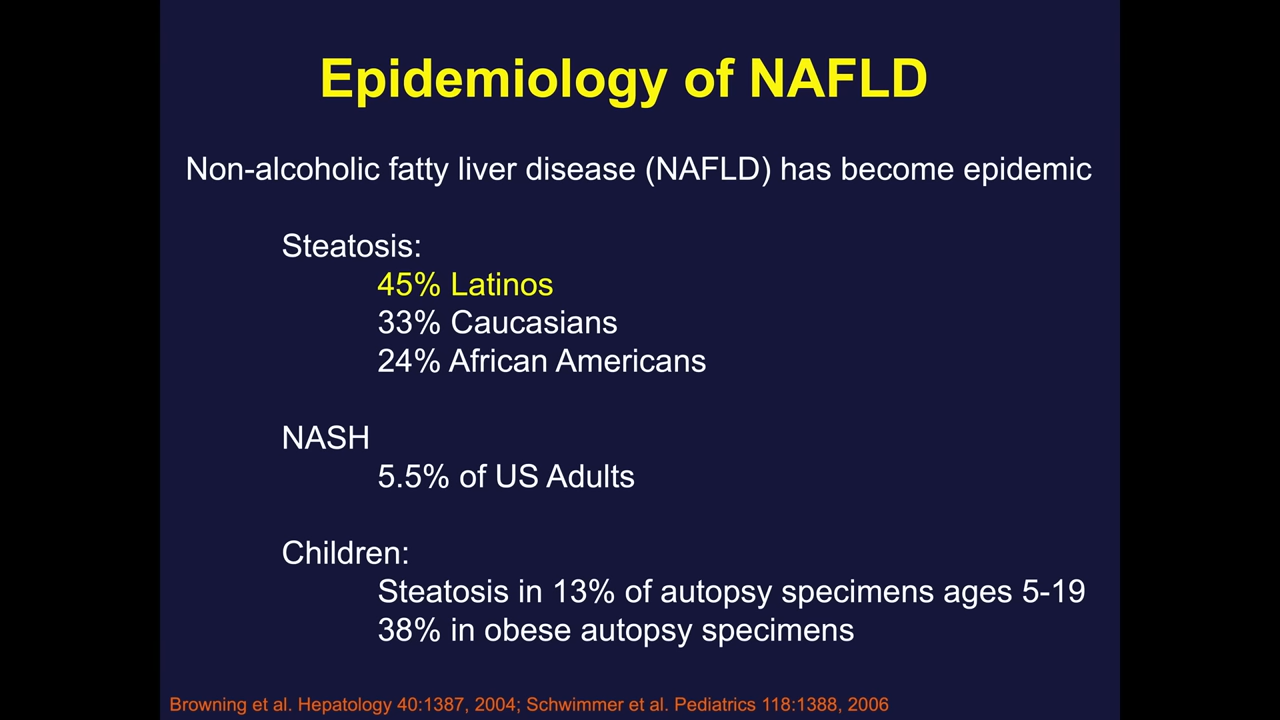 Epidemiology of NAFLD
Non-alcoholic fatty liver disease (NAFLD) has become epidemic
Steatosis:
45% Latinos
33% Caucasians
24% African Americans
NASH
5.5% of US Adults
Children:
Steatosis in 13% of autopsy specimens ages 5-19
38% in obese autopsy specimens
Browning et al. Hepatology 40:1387, 2004; Schwimmer et al. Pediatrics 118:1388, 2006